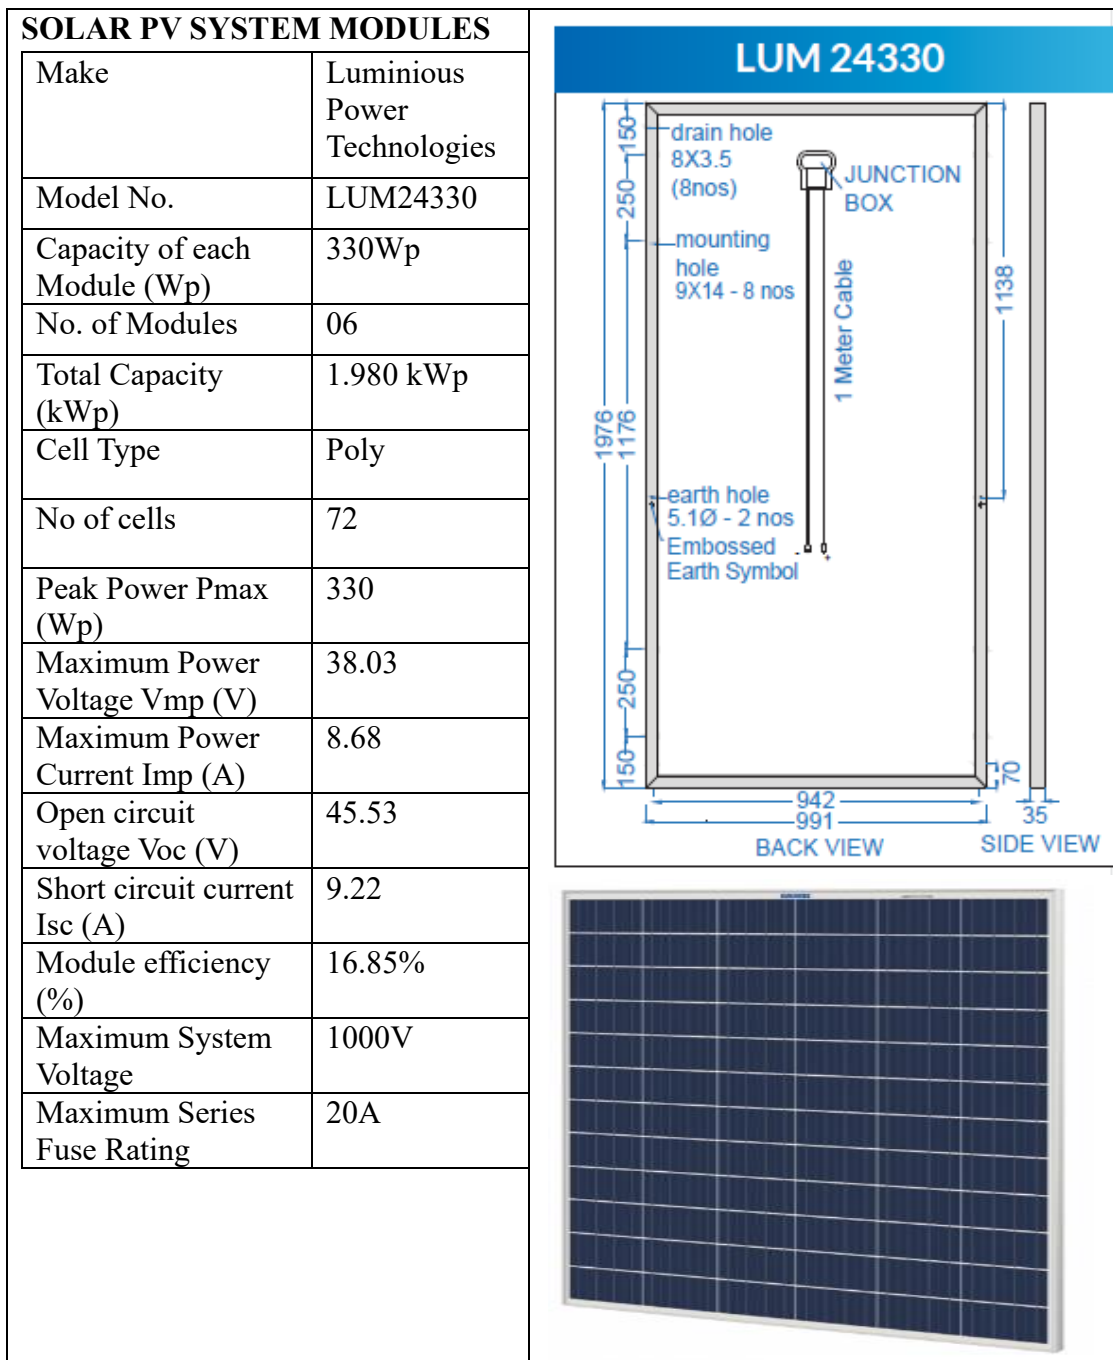 SOLAR PV SYSTEM MODULES
Make
Luminious
Power
Technologies
Model No.
LUM24330
Capacity of each
Module (Wp)
330Wp
No. of Modules
06
Total Capacity
(kWp)
1.980 kWp
Cell Type
Poly
No of cells
72
Peak Power Pmax
(Wp)
330
Maximum Power
Voltage Vmp (V)
38.03
Maximum Power
Current Imp (A)
8.68
Open circuit
voltage Voc (V)
45.53
Short circuit current
Isc (A)
9.22
Module efficiency
(%)
16.85%
Maximum System
Voltage
1000V
Maximum Series
Fuse Rating
20A
LUM 24330
150
drain hole
8X3.5
(8nos)
JUNCTION
BOX
250
mounting
hole
9X14 - 8 nos
1 Meter Cable
1138
1976
1176
earth hole
5.1Ø - 2 nos
Embossed
Earth Symbol
- +
250
150
70
942
991
35
BACK VIEW
SIDE VIEW